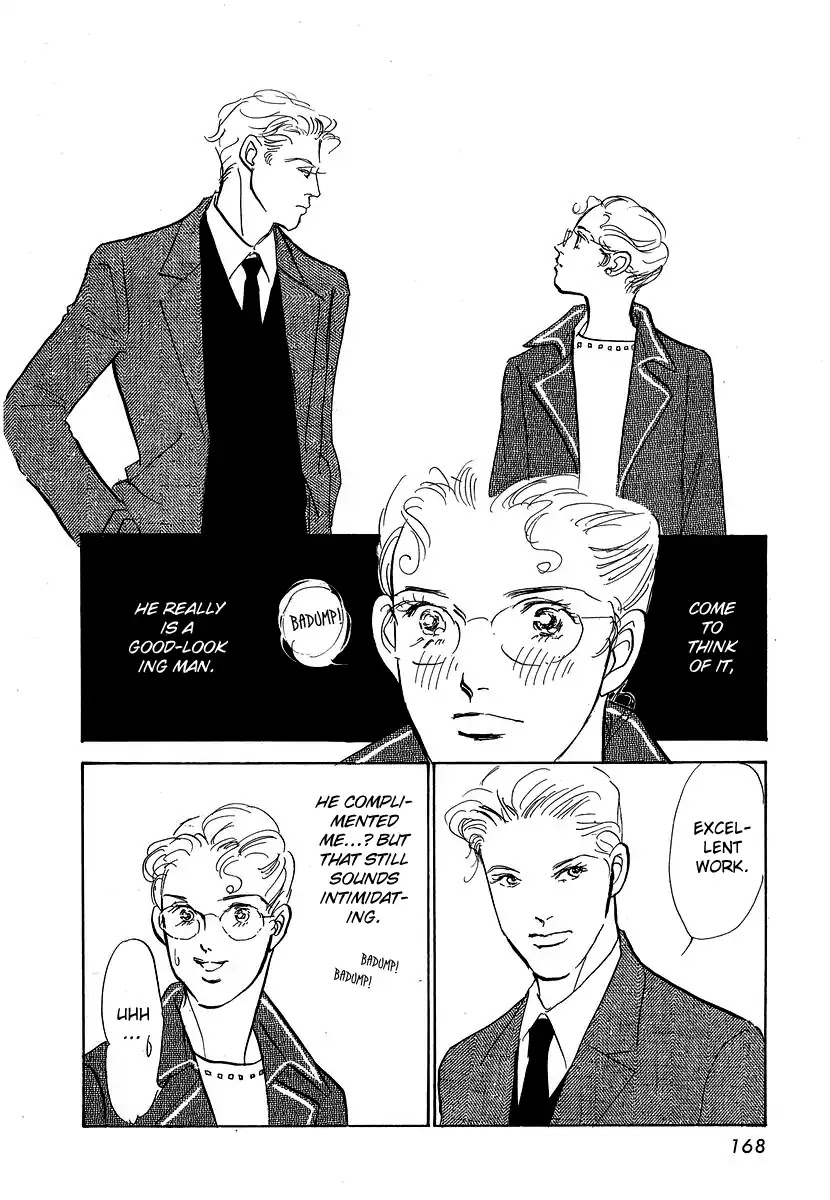 COME
TO
THINK
OF IT,
BADUMP!
HE REALLY
IS A
GOOD-LOOK
ING MAN.
EXCEL-
LENT
WORK.
HE COMPLI-
MENTED
ME...? BUT
THAT STILL
SOUNDS
INTIMIDAT-
ING.
BADUMP!
BADUMP!
UHH
...
168